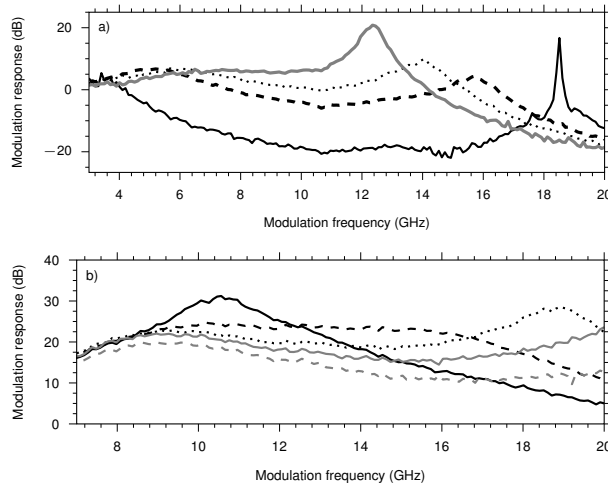 a)
20
0
−20
Modulation response (dB)
4 6 8 10 12 14 16 18 20
Modulation frequency (GHz)
b)
40
30
20
10
0
Modulation response (dB)
8 10 12 14 16 18 20
Modulation frequency (GHz)